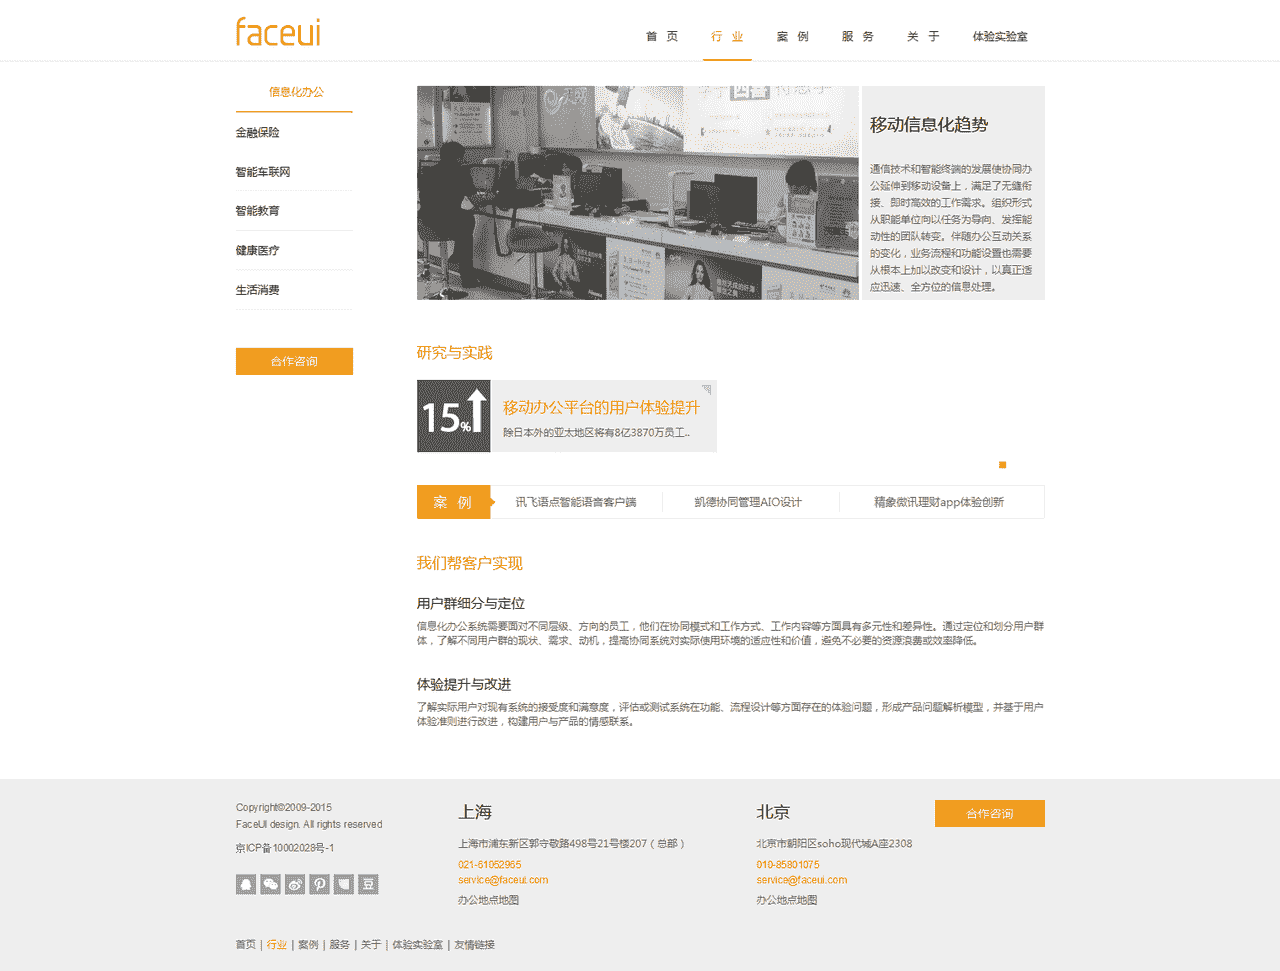 faceui
首 页
行 业
案 例
服 务
关 于
体验实验室
信息化办公
金融保险
智能车联网
智能教育
健康医疗
生活消费
合作咨询
移动信息化趋势
通信技术和智能终端的发展使协同办
公延伸到移动设备上，满足了无缝衔
接、即时高效的工作需求。组织形式
从职能单位向以任务为导向、发挥能
动性的团队转变。伴随办公互动关系
的变化，业务流程和功能设置也需要
从根本上加以改变和设计，以真正适
应迅速、全方位的信息处理。
研究与实践
15%
移动办公平台的用户体验提升
除日本外的亚太地区将有8亿3870万员工..
案 例
讯飞语点智能语音客户端
凯德协同管理AIO设计
精象微讯理财app体验创新
我们帮客户实现
用户群细分与定位
信息化办公系统需要面对不同层级、方向的员工，他们在协同模式和工作方式、工作内容等方面具有多元性和差异性。通过定位和划分用户群
体，了解不同用户群的现状、需求、动机，提高协同系统对实际使用环境的适应性和价值，避免不必要的资源浪费或效率降低。
体验提升与改进
了解实际用户对现有系统的接受度和满意度，评估或测试系统在功能、流程设计等方面存在的体验问题，形成产品问题解析模型，并基于用户
体验准则进行改进，构建用户与产品的情感联系。
Copyright©2009-2015
FaceUI design. All rights reserved
京ICP备10002028号-1
上海
上海市浦东新区郭守敬路498号21号楼207（总部）
021-61052965
service@faceui.com
办公地点地图
北京
北京市朝阳区soho现代城A座2308
010-85801075
service@faceui.com
办公地点地图
合作咨询
首页 | 行业 | 案例 | 服务 | 关于 | 体验实验室 | 友情链接